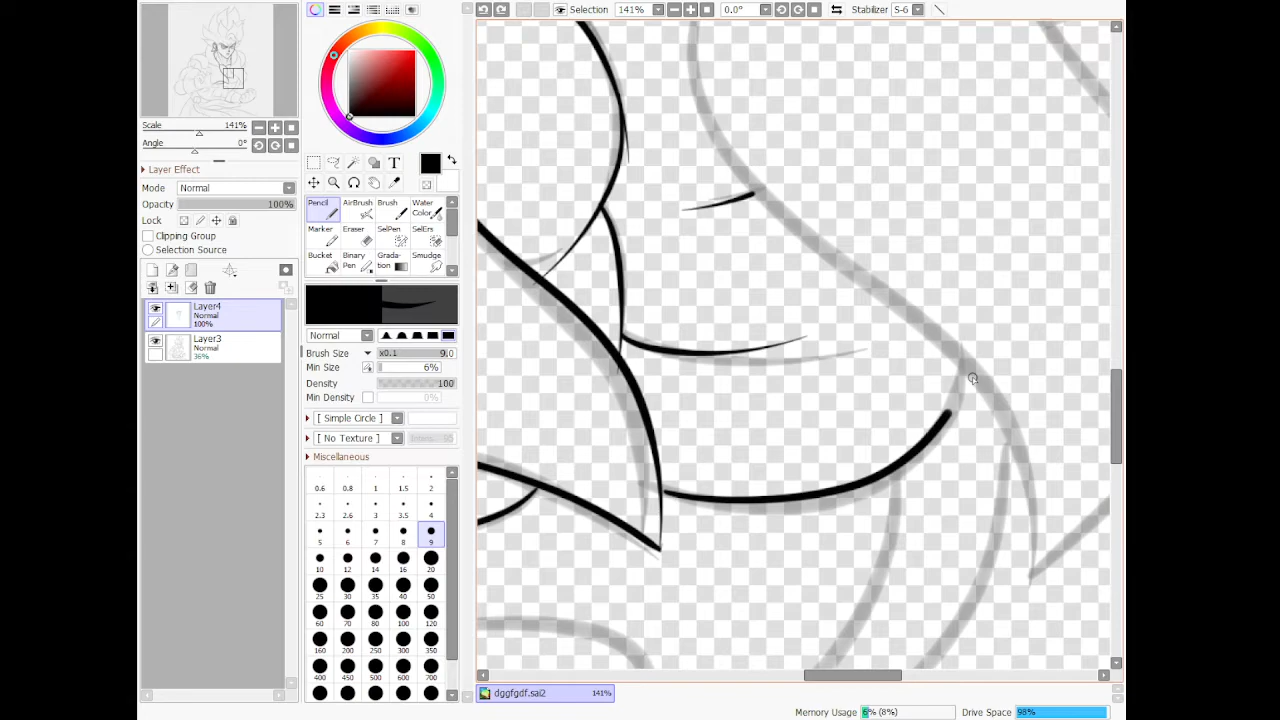 Selection 141% 0.0° Stabilizer S-6
Scale 141%
Angle 0°
Layer Effect
Mode Normal
Opacity 100%
Lock
Clipping Group
Selection Source
Layer4
Normal
100%
Layer3
Normal
36%
T
Pencil AirBrush Brush Water Color
Marker Eraser SelPen SelErs
Bucket Binary Pen Grada-tion Smudge
Normal
Brush Size x0.1 9.0
Min Size 6%
Density 100
Min Density 0%
[ Simple Circle ]
[ No Texture ]
Miscellaneous
0.6 0.8 1 1.5 2
2.3 2.6 3 3.5 4
5 6 7 8 9
10 12 14 16 20
25 30 35 40 50
60 70 80 100 120
160 200 250 300 350
400 450 500 600 700
dggfgdf.sai2 141%
Memory Usage 6% (8%) Drive Space 98%